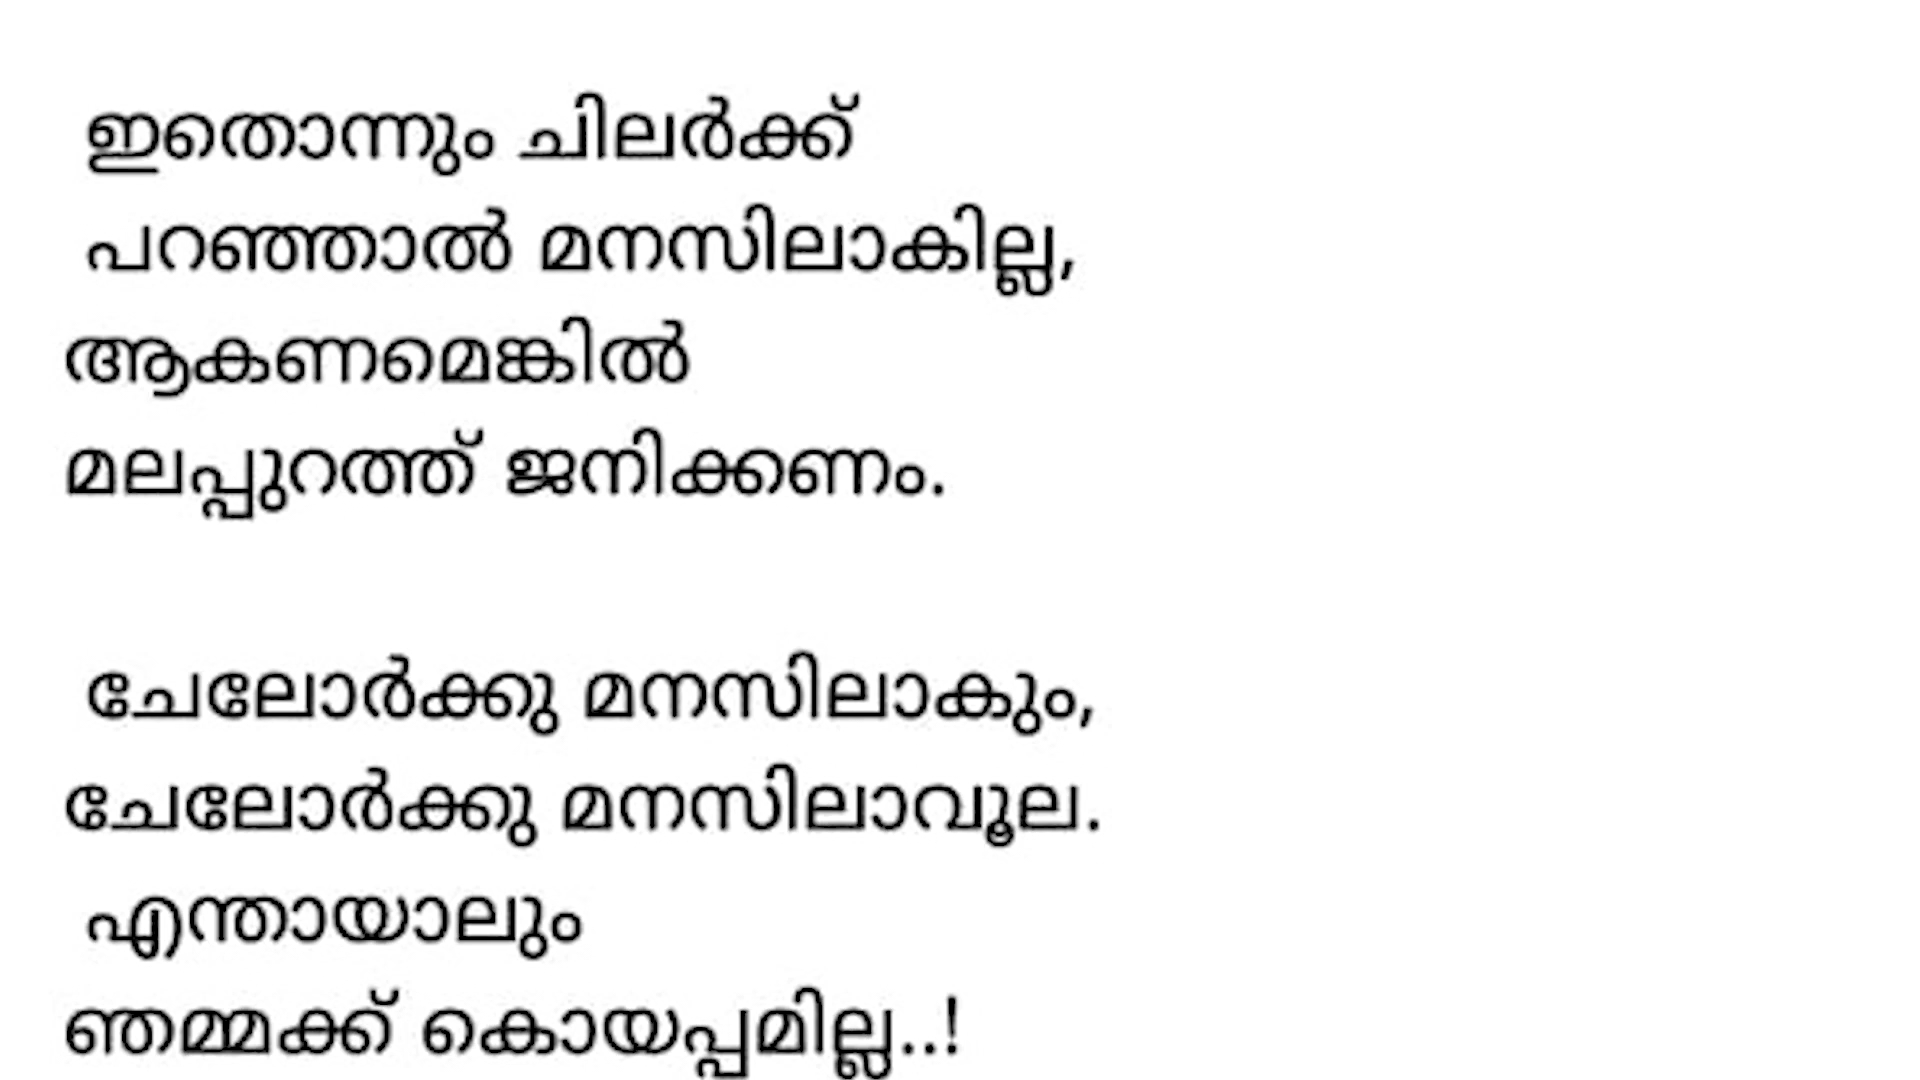 ഇതൊന്നും ചിലർക്ക്
പറഞ്ഞാൽ മനസിലാകില്ല,
ആകണമെങ്കിൽ
മലപ്പുറത്ത് ജനിക്കണം.
ചേലോർക്കു മനസിലാകും,
ചേലോർക്കു മനസിലാവൂല.
എന്തായാലും
ഞമ്മക്ക് കൊയപ്പമില്ല..!